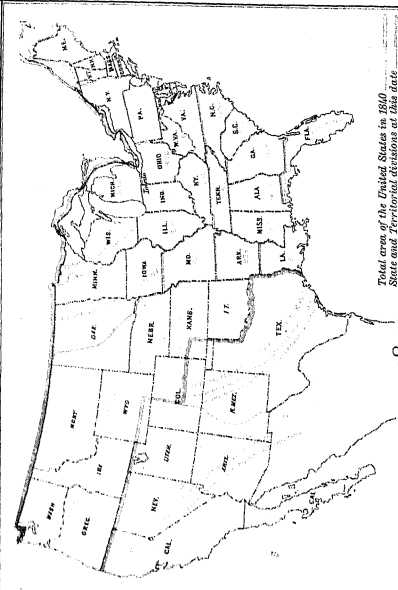 ME.
N.Y.
PA.
VA.
W.VA.
N.C.
S.C.
GA.
FLA.
OHIO
MICH.
IND.
KY.
TENN.
ALA
MISS.
ILL.
WIS.
MINN.
IOWA
MO.
ARK.
LA.
DAK.
NEBR.
KANS.
I.T.
TEX.
MONT
WYO
COL.
N.MEX.
IDA
UTAH
ARIZ.
WASH
OREG.
NEV.
CAL.
CAL.
Total area of the United States in 1840
State and Territorial divisions at this date